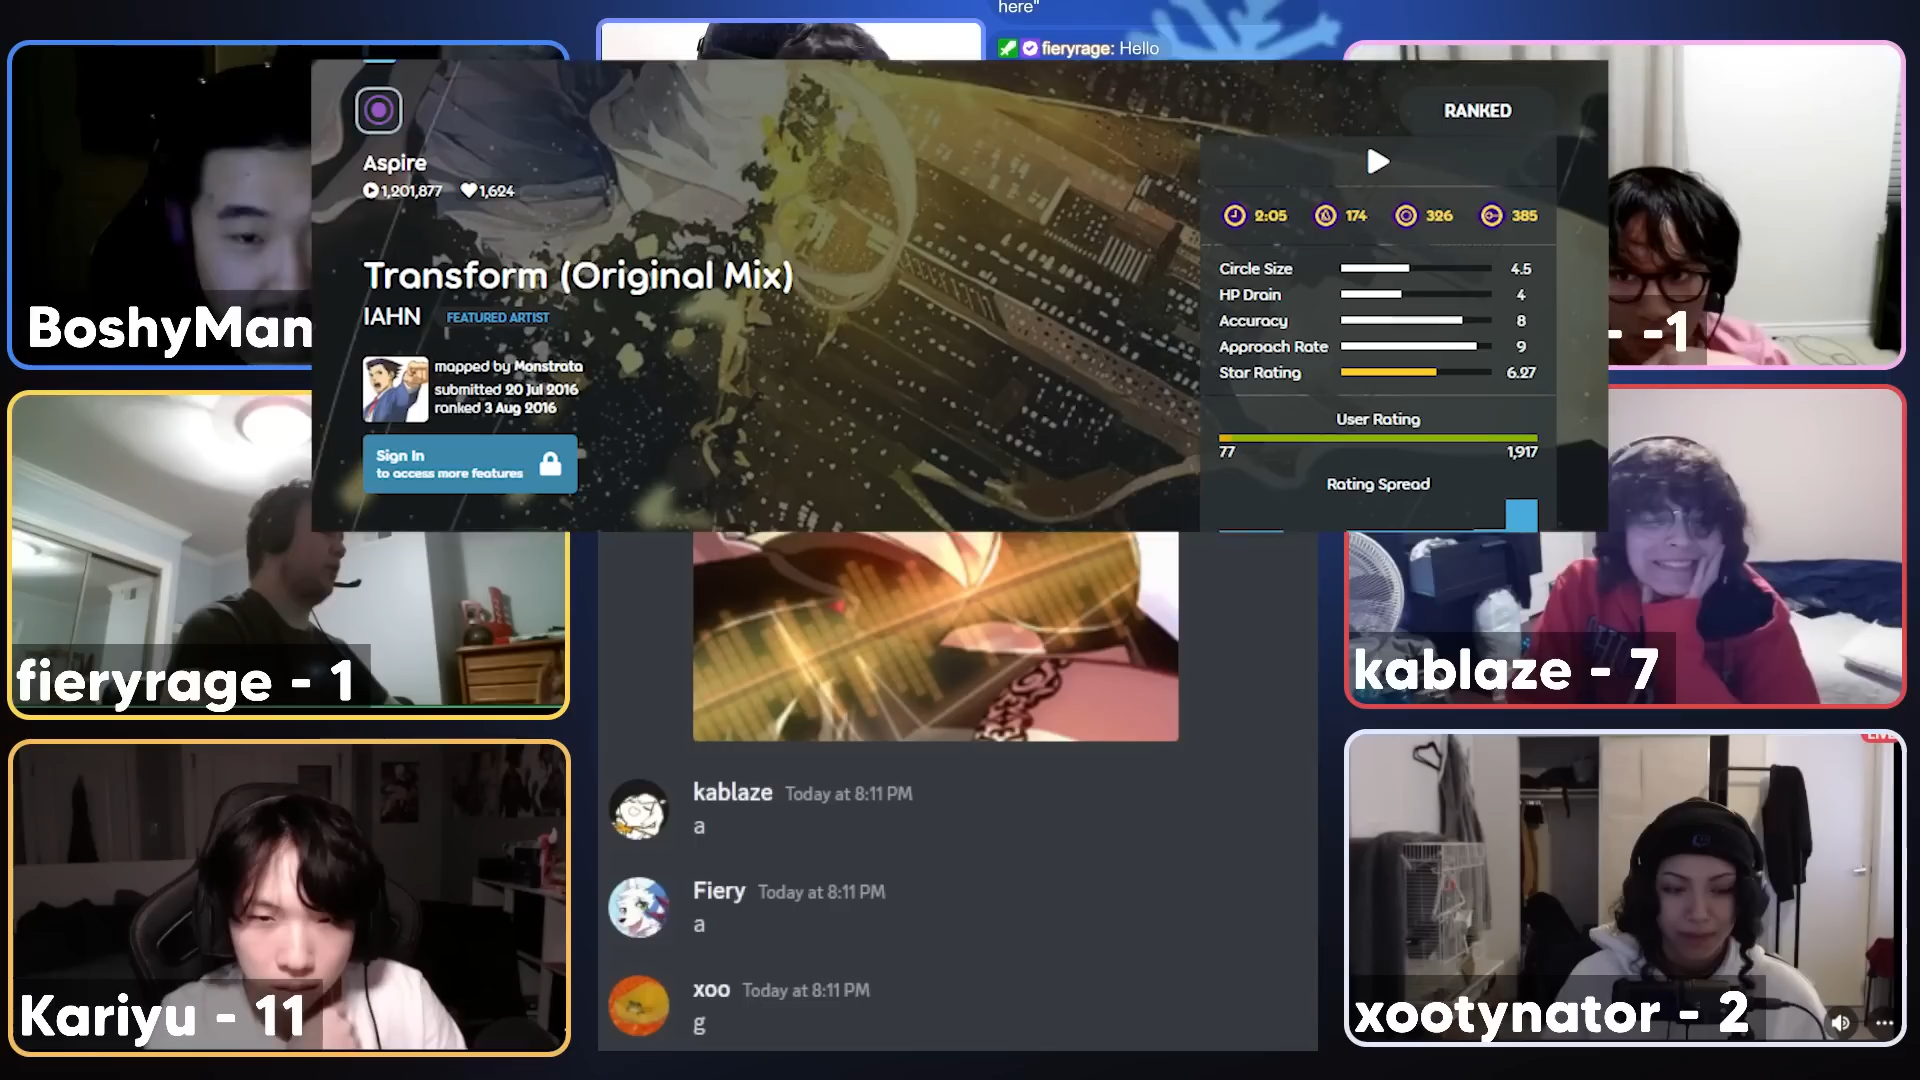 here"
fieryrage: Hello
RANKED
Aspire
1,201,877 1,624
2:05 174 326 385
Transform (Original Mix)
IAHN FEATURED ARTIST
Circle Size 4.5
HP Drain 4
Accuracy 8
Approach Rate 9
Star Rating 6.27
mapped by Monstrata
submitted 20 Jul 2016
ranked 3 Aug 2016
Sign In
to access more features
User Rating
77 1,917
Rating Spread
BoshyMan
- -1
fieryrage - 1
kablaze - 7
Kariyu - 11
xootynator - 2
LIVE
kablaze Today at 8:11 PM
a
Fiery Today at 8:11 PM
a
xoo Today at 8:11 PM
g